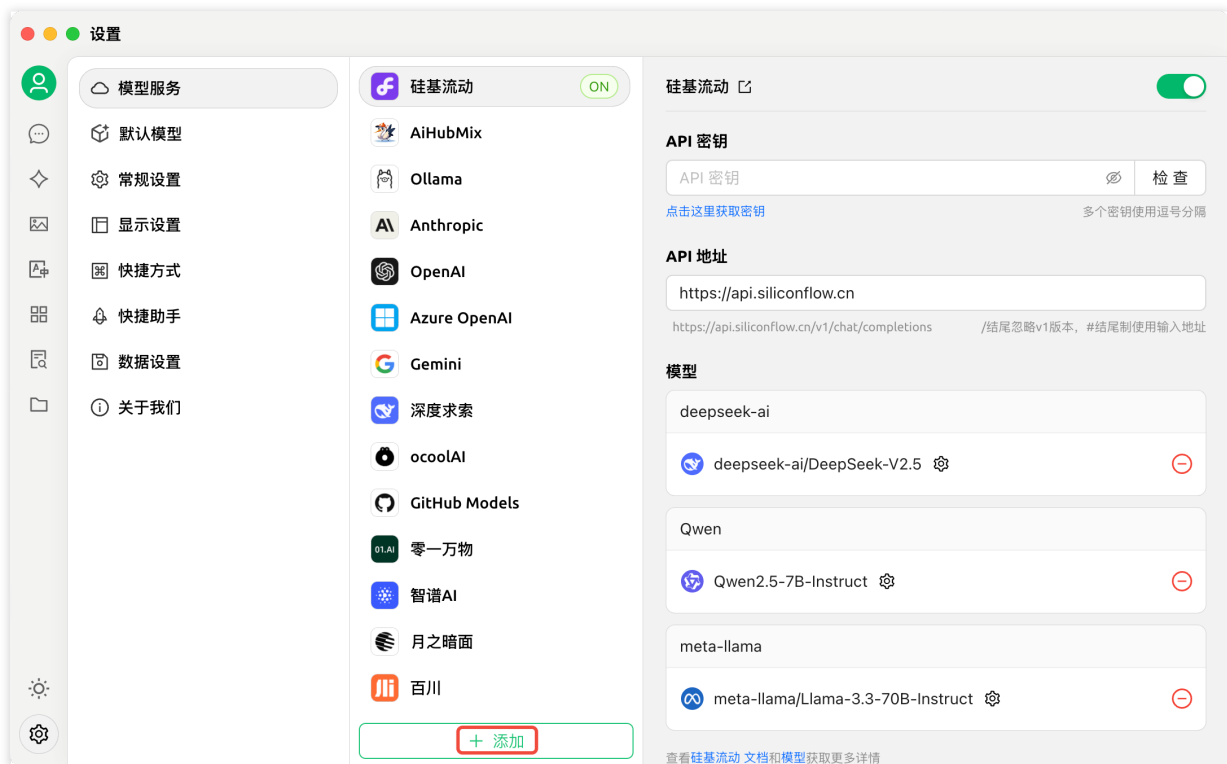 设置
模型服务
默认模型
常规设置
显示设置
快捷方式
快捷助手
数据设置
关于我们
硅基流动 ON
AiHubMix
Ollama
Anthropic
OpenAI
Azure OpenAI
Gemini
深度求索
ocoolAI
GitHub Models
01.AI 零一万物
智谱AI
月之暗面
百川
+ 添加
硅基流动
API 密钥
API 密钥 检 查
点击这里获取密钥 多个密钥使用逗号分隔
API 地址
https://api.siliconflow.cn
https://api.siliconflow.cn/v1/chat/completions /结尾忽略v1版本，#结尾制使用输入地址
模型
deepseek-ai
deepseek-ai/DeepSeek-V2.5
Qwen
Qwen2.5-7B-Instruct
meta-llama
meta-llama/Llama-3.3-70B-Instruct
查看硅基流动 文档和模型获取更多详情